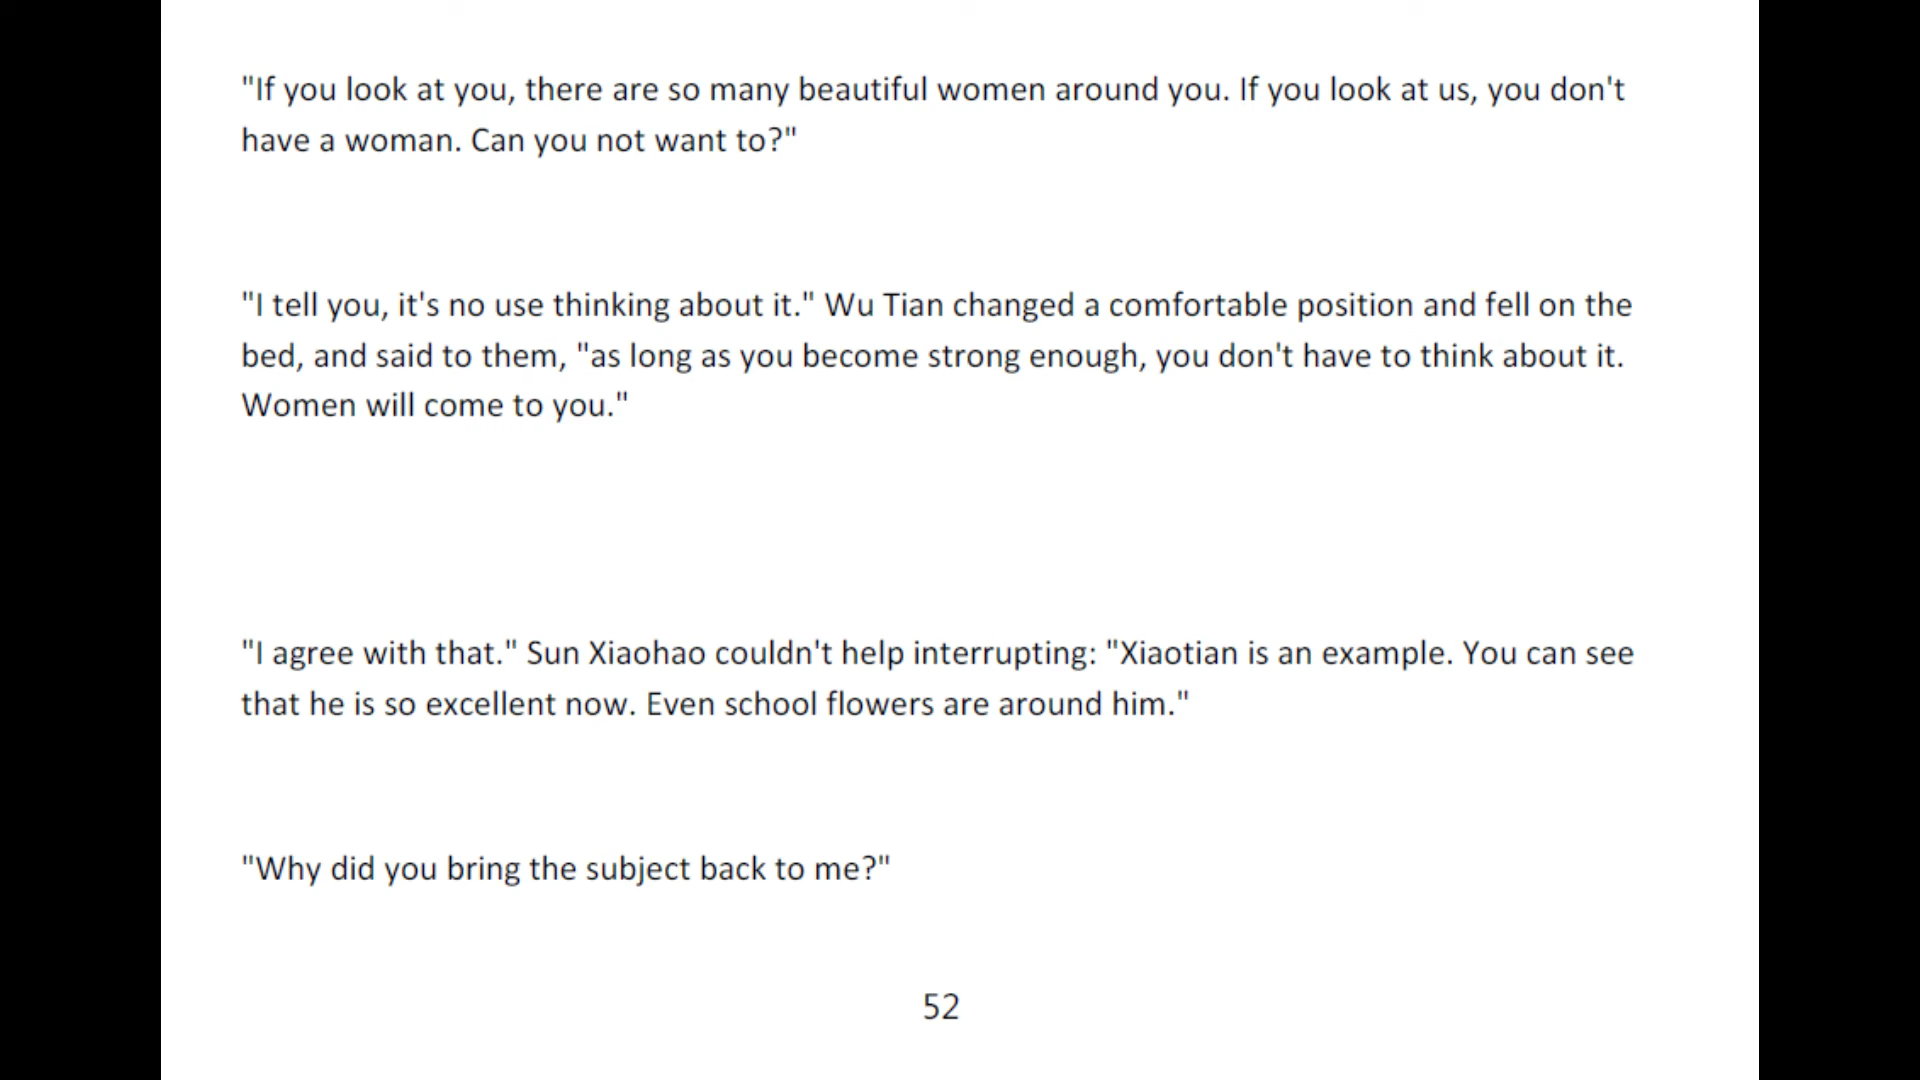 "If you look at you, there are so many beautiful women around you. If you look at us, you don't
have a woman. Can you not want to?"
"I tell you, it's no use thinking about it." Wu Tian changed a comfortable position and fell on the
bed, and said to them, "as long as you become strong enough, you don't have to think about it.
Women will come to you."
"I agree with that." Sun Xiaohao couldn't help interrupting: "Xiaotian is an example. You can see
that he is so excellent now. Even school flowers are around him."
"Why did you bring the subject back to me?"
52